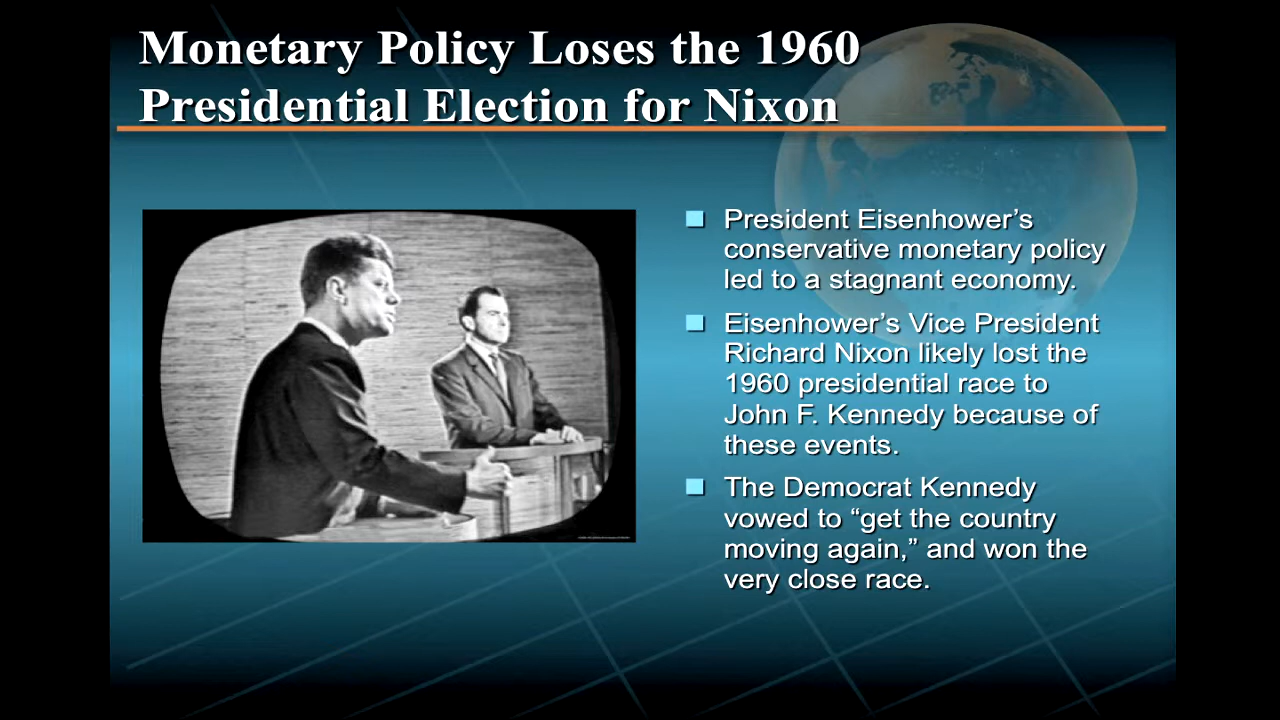 Monetary Policy Loses the 1960
Presidential Election for Nixon
President Eisenhower’s
conservative monetary policy
led to a stagnant economy.
Eisenhower’s Vice President
Richard Nixon likely lost the
1960 presidential race to
John F. Kennedy because of
these events.
The Democrat Kennedy
vowed to “get the country
moving again,” and won the
very close race.